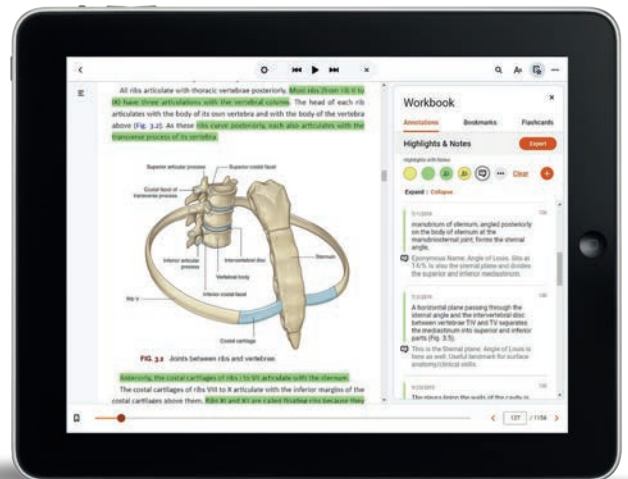 All ribs articulate with thoracic vertebrae posteriorly. Most ribs (from rib II to
IX) have three articulations with the vertebral column. The head of each rib
articulates with the body of its own vertebra and with the body of the vertebra
above (Fig. 3.2). As these ribs curve posteriorly, each also articulates with the
transverse process of its vertebra.
Superior articular process
Superior costal facet
Costal facet of
transverse process
Inferior articular
process
Intervertebral disc
Sternum
Vertebral body
Inferior costal facet
Rib V
Costal cartilage
FIG. 3.2 Joints between ribs and vertebrae
Anteriorly, the costal cartilages of ribs I to VII articulate with the sternum.
The costal cartilages of ribs VIII to X articulate with the inferior margins of the
costal cartilages above them. Ribs XI and XII are called floating ribs because they
Workbook
Annotations Bookmarks Flashcards
Highlights & Notes
Export
Highlights with Notes
Clear
Expand | Collapse
manubrium of sternum, angled posteriorly
on the body of sternum at the
manubriosternal joint, forms the sternal
angle.
Eponymous Name: Angle of Louis. Sits at
T4/5. Is also the sternal plane and divides
the superior and inferior mediastinum.
A horizontal plane passing through the
sternal angle and the intervertebral disc
between vertebrae TIV and TV separates
the mediastinum into superior and inferior
parts (Fig. 3.5).
This is the Sternal plane. Angle of Louis is
here as well. Useful landmark for surface
anatomy/clinical skills.
The pleura lining the walls of the cavity is
127 / 1156